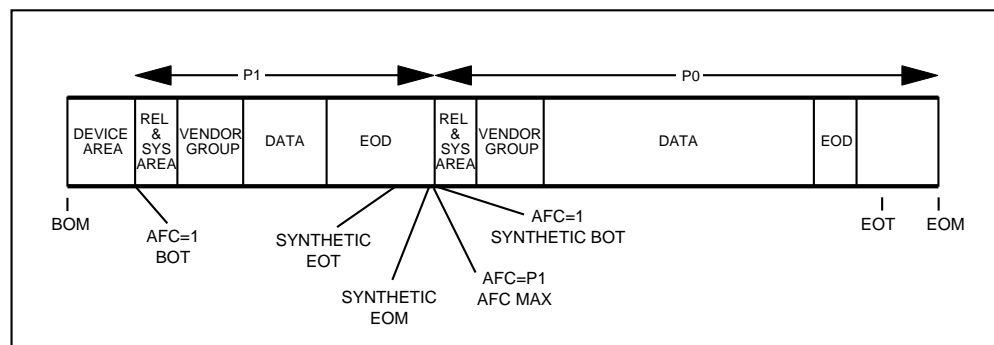 P1
P0
DEVICE
AREA
REL
&
SYS
AREA
VENDOR
GROUP
DATA
EOD
REL
&
SYS
AREA
VENDOR
GROUP
DATA
EOD
BOM
AFC=1
BOT
SYNTHETIC
EOT
SYNTHETIC
EOM
AFC=P1
AFC MAX
AFC=1
SYNTHETIC BOT
EOT
EOM